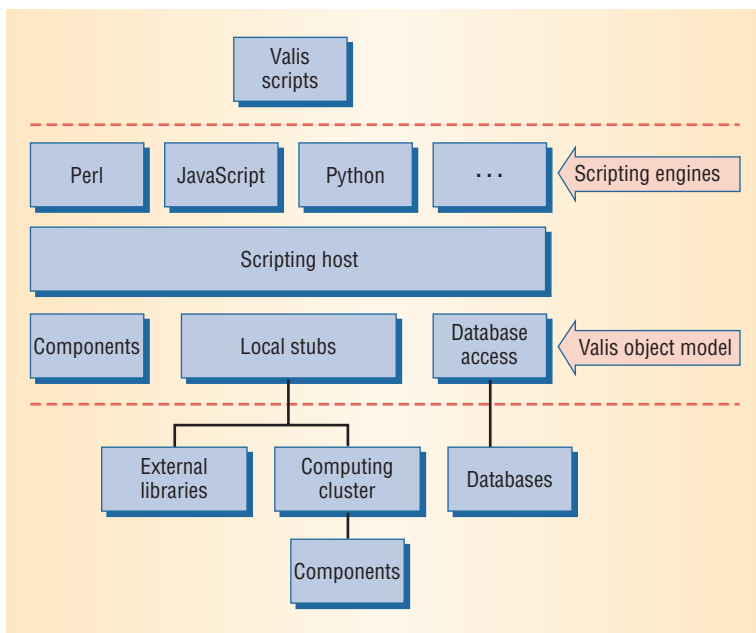 Valis
scripts
Perl
JavaScript
Python
. . .
Scripting engines
Scripting host
Components
Local stubs
Database
access
Valis object model
External
libraries
Computing
cluster
Databases
Components